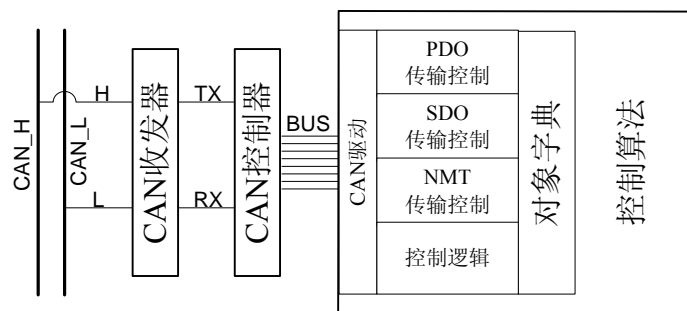 CAN_H
CAN_L
H
L
CAN收发器
TX
RX
CAN控制器
BUS
CAN驱动
PDO
传输控制
SDO
传输控制
NMT
传输控制
控制逻辑
对象字典
控制算法